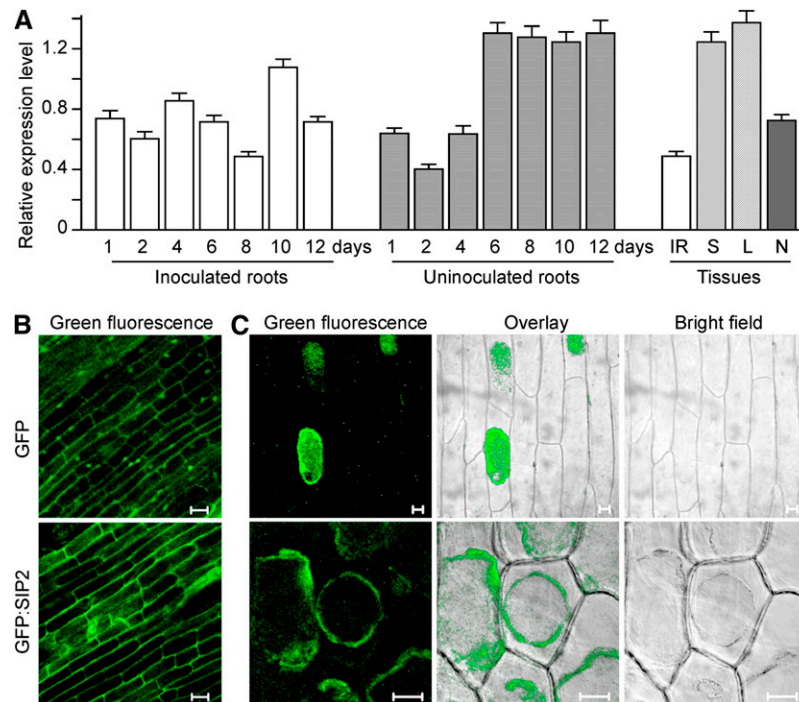 A
Relative expression level
1.2
0.8
0.4
0
1 2 4 6 8 10 12 days
Inoculated roots
1 2 4 6 8 10 12 days
Uninoculated roots
IR S L N
Tissues
B
Green fluorescence
C
Green fluorescence
Overlay
Bright field
GFP
GFP:SIP2